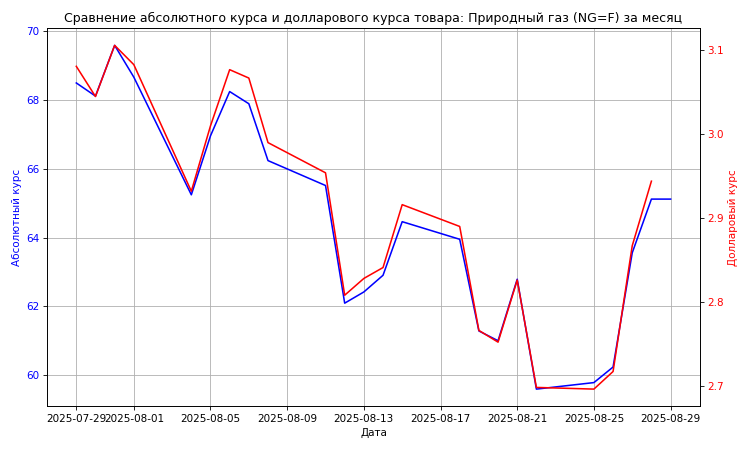 Сравнение абсолютного курса и долларового курса товара: Природный газ (NG=F) за месяц
Абсолютный курс
70
68
66
64
62
60
3.1
3.0
2.9
2.8
2.7
Долларовый курс
2025-07-29 2025-08-01 2025-08-05 2025-08-09 2025-08-13 2025-08-17 2025-08-21 2025-08-25 2025-08-29
Дата